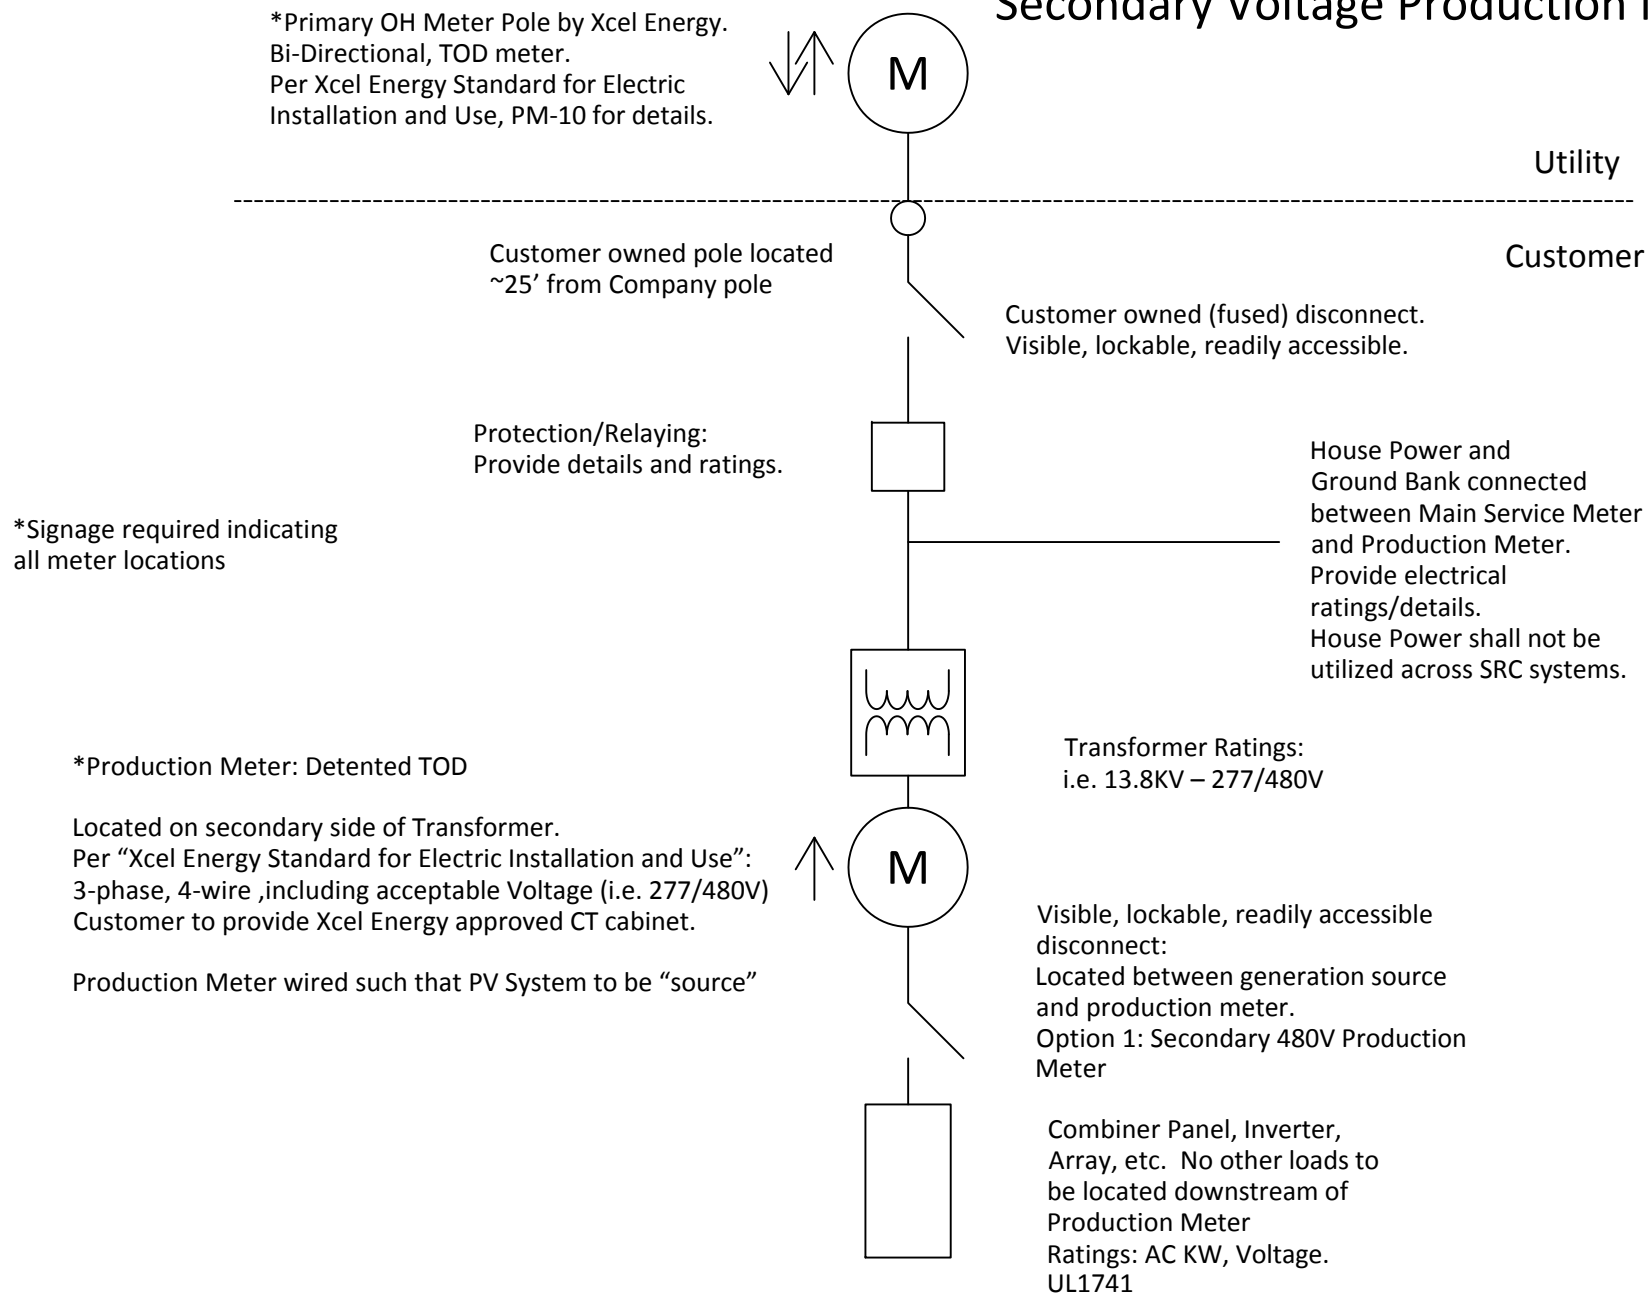 Secondary Voltage Production
*Primary OH Meter Pole by Xcel Energy.
Bi-Directional, TOD meter.
Per Xcel Energy Standard for Electric
Installation and Use, PM-10 for details.
M
Utility
Customer
Customer owned pole located
~25’ from Company pole
Customer owned (fused) disconnect.
Visible, lockable, readily accessible.
Protection/Relaying:
Provide details and ratings.
House Power and
Ground Bank connected
between Main Service Meter
and Production Meter.
Provide electrical
ratings/details.
House Power shall not be
utilized across SRC systems.
*Signage required indicating
all meter locations
Transformer Ratings:
i.e. 13.8KV – 277/480V
*Production Meter: Detented TOD
Located on secondary side of Transformer.
Per “Xcel Energy Standard for Electric Installation and Use”:
3-phase, 4-wire ,including acceptable Voltage (i.e. 277/480V)
Customer to provide Xcel Energy approved CT cabinet.
Production Meter wired such that PV System to be “source”
M
Visible, lockable, readily accessible
disconnect:
Located between generation source
and production meter.
Option 1: Secondary 480V Production
Meter
Combiner Panel, Inverter,
Array, etc.  No other loads to
be located downstream of
Production Meter
Ratings: AC KW, Voltage.
UL1741